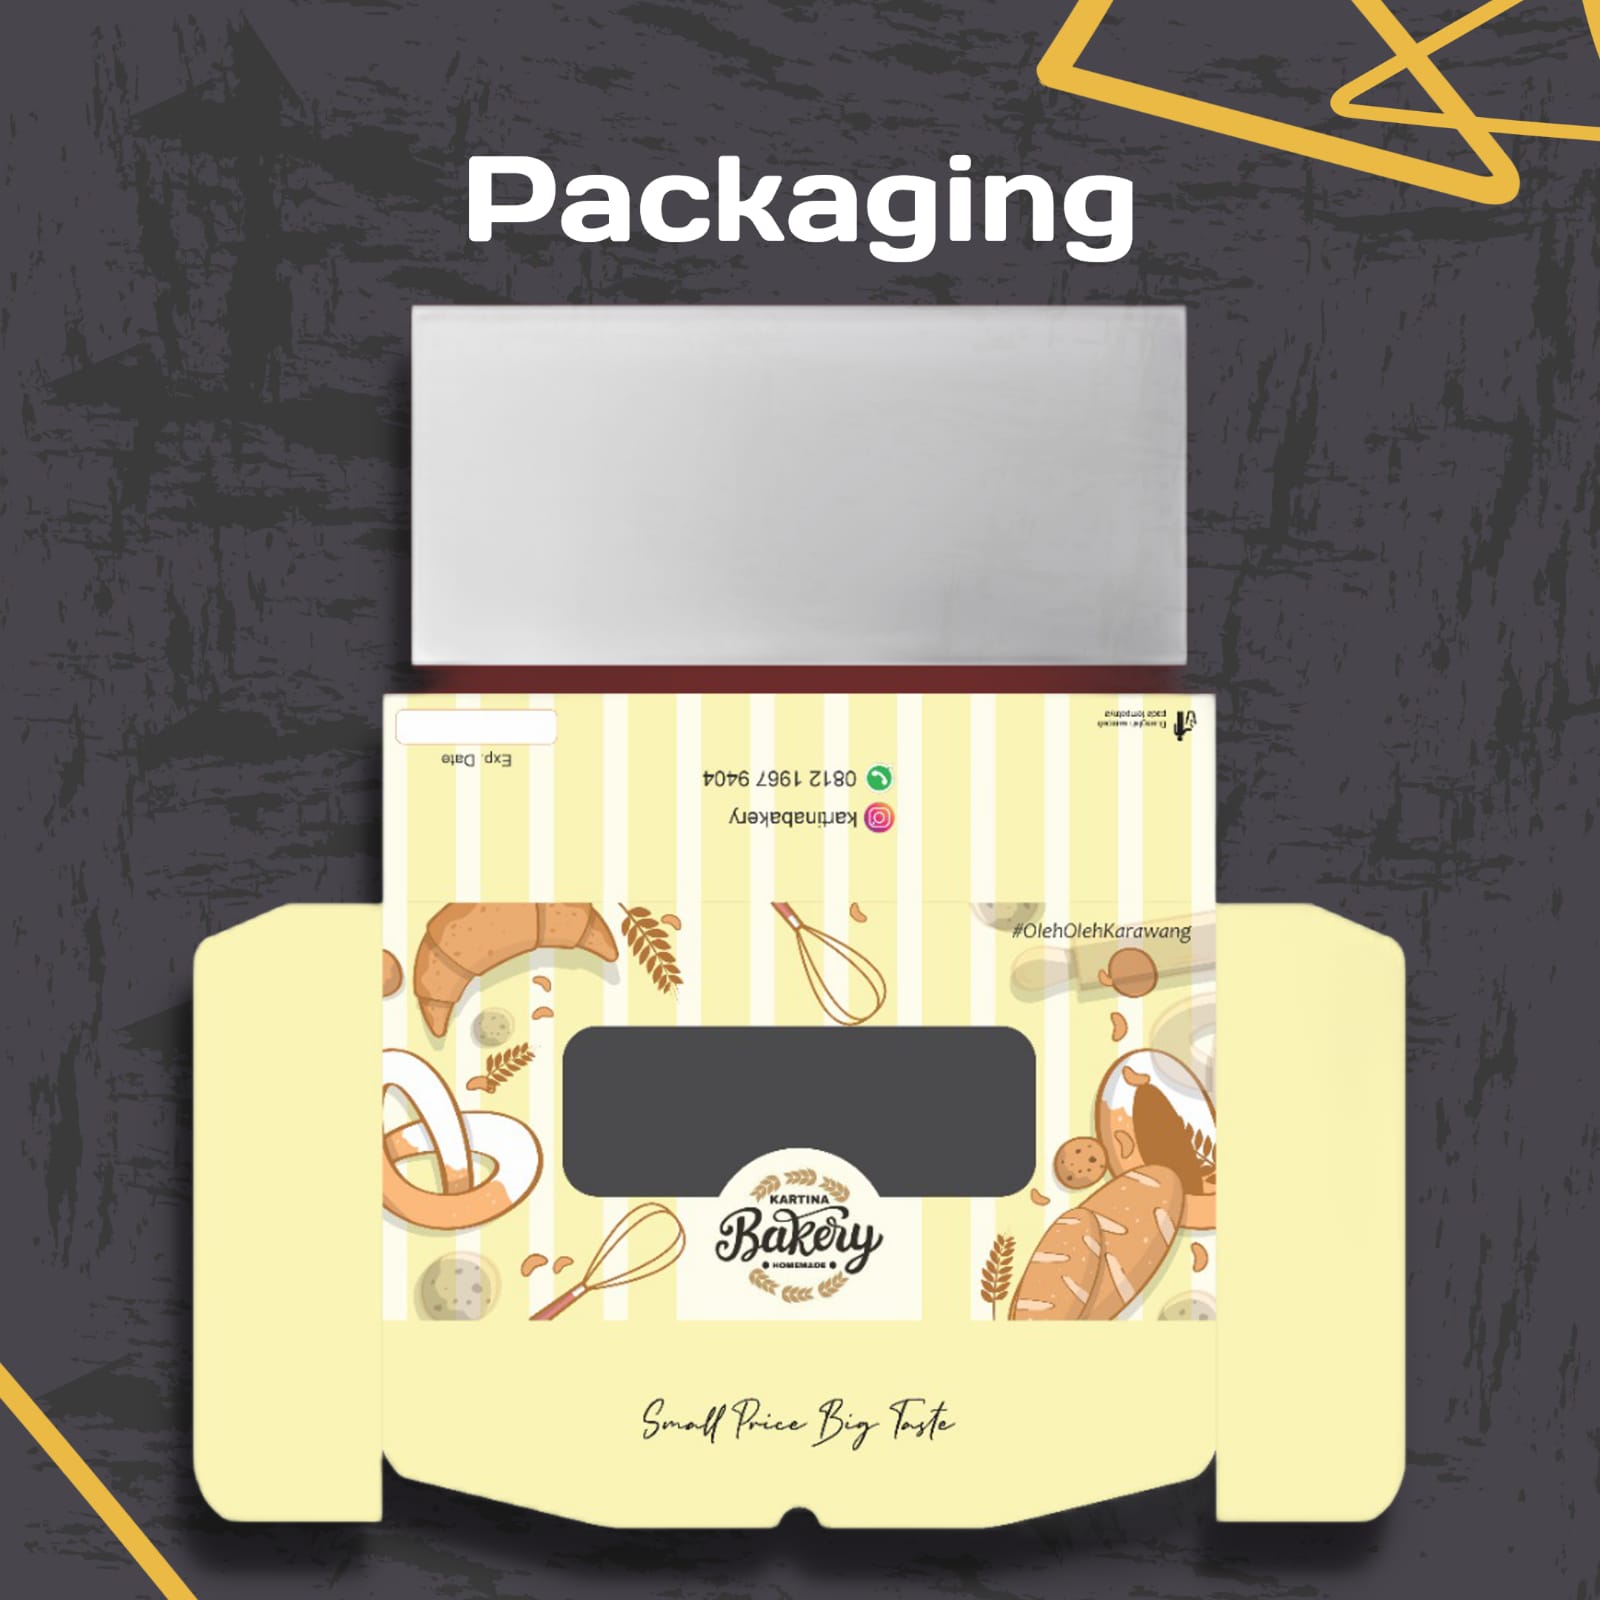 Packaging
Exp. Date
0812 1967 9404
kartinabakery
#OlehOlehKarawang
KARTINA
Bakery
HOMEMADE
Small Price Big Taste